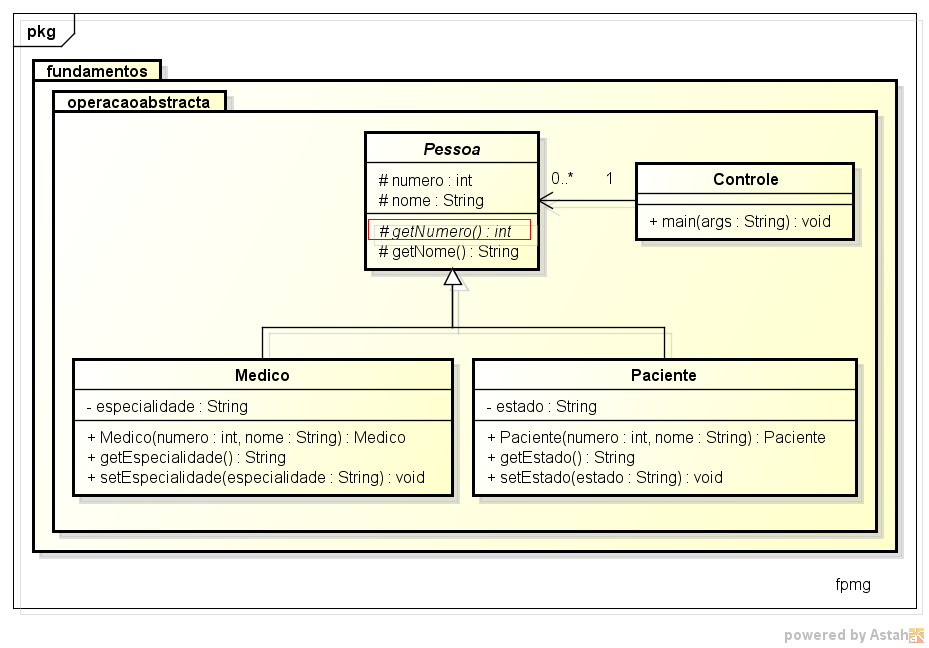 pkg
fundamentos
operacaoabstracta
Pessoa
# numero : int
# nome : String
# getNumero() : int
# getNome() : String
0..*
1
Controle
+ main(args : String) : void
Medico
- especialidade : String
+ Medico(numero : int, nome : String) : Medico
+ getEspecialidade() : String
+ setEspecialidade(especialidade : String) : void
Paciente
- estado : String
+ Paciente(numero : int, nome : String) : Paciente
+ getEstado() : String
+ setEstado(estado : String) : void
fpmg
powered by Astah